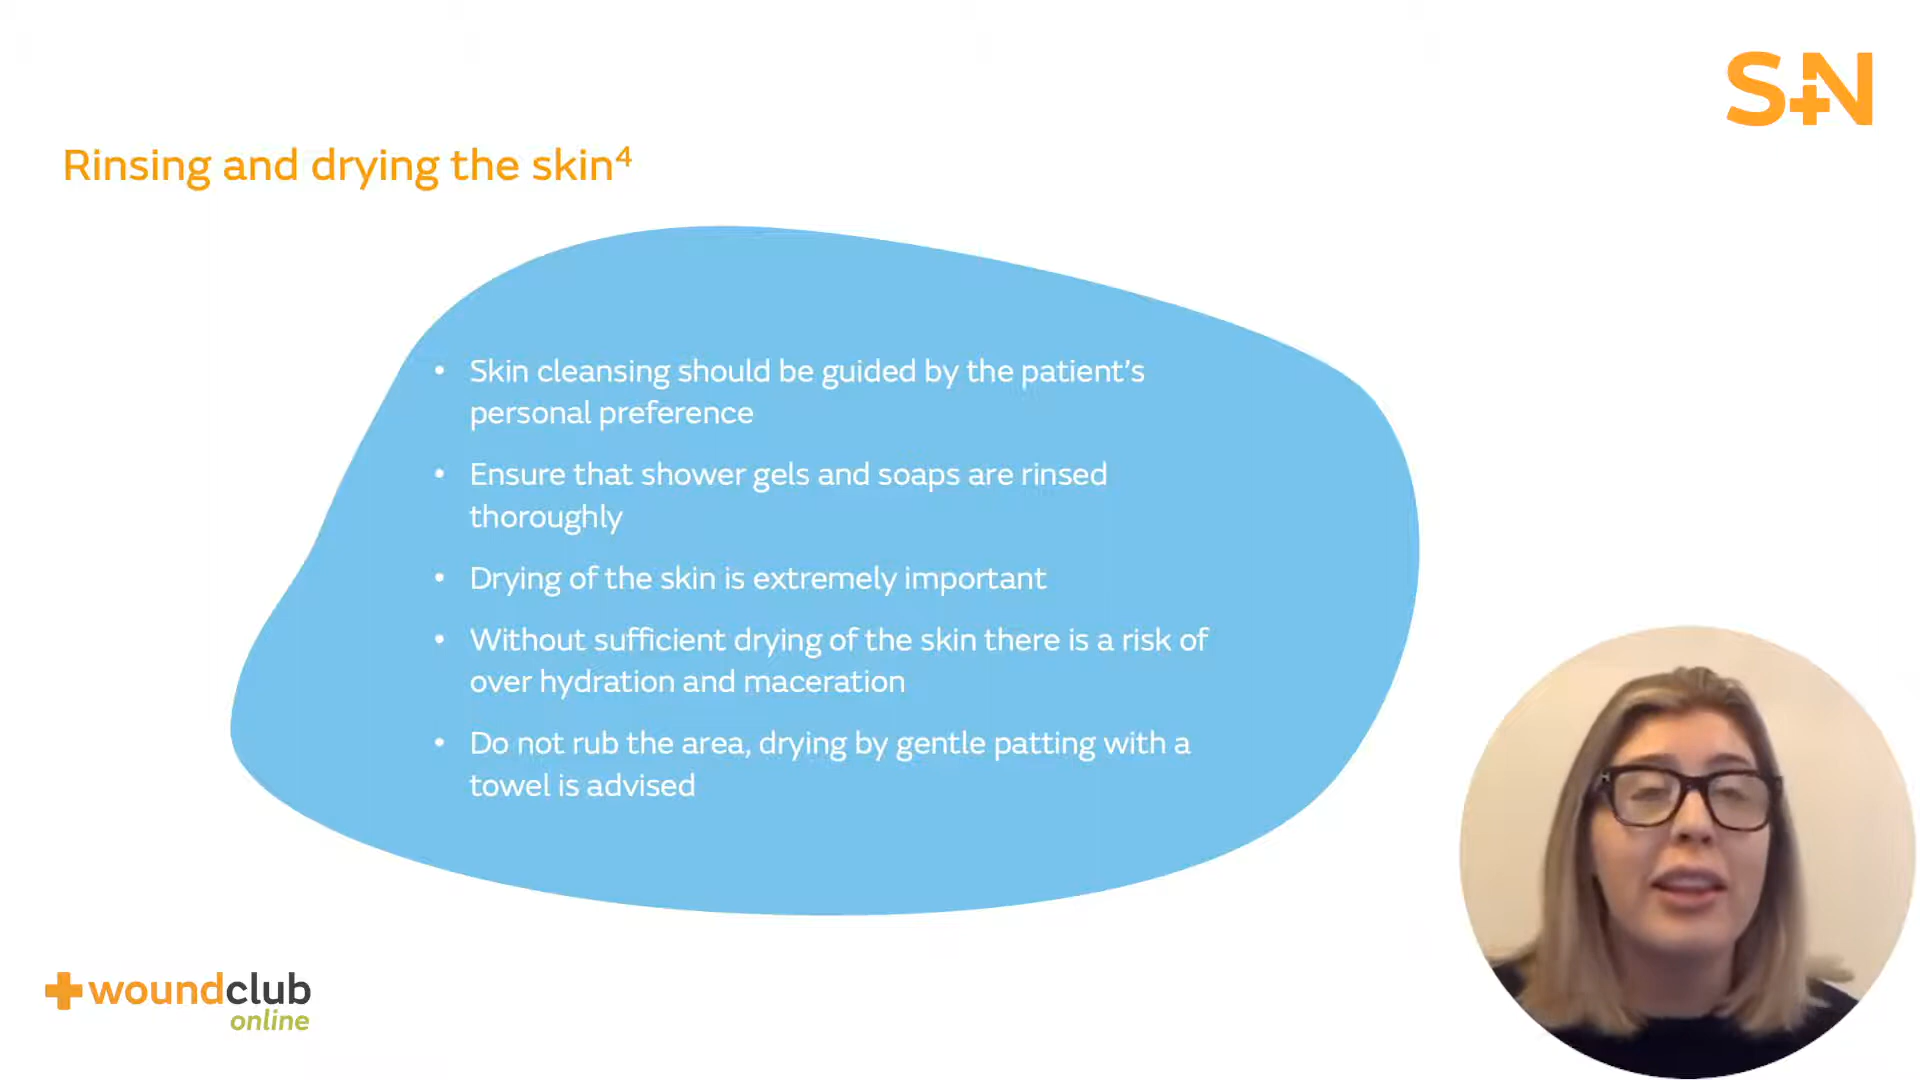 S+N
Rinsing and drying the skin⁴
• Skin cleansing should be guided by the patient’s
personal preference
• Ensure that shower gels and soaps are rinsed
thoroughly
• Drying of the skin is extremely important
• Without sufficient drying of the skin there is a risk of
over hydration and maceration
• Do not rub the area, drying by gentle patting with a
towel is advised
woundclub
online